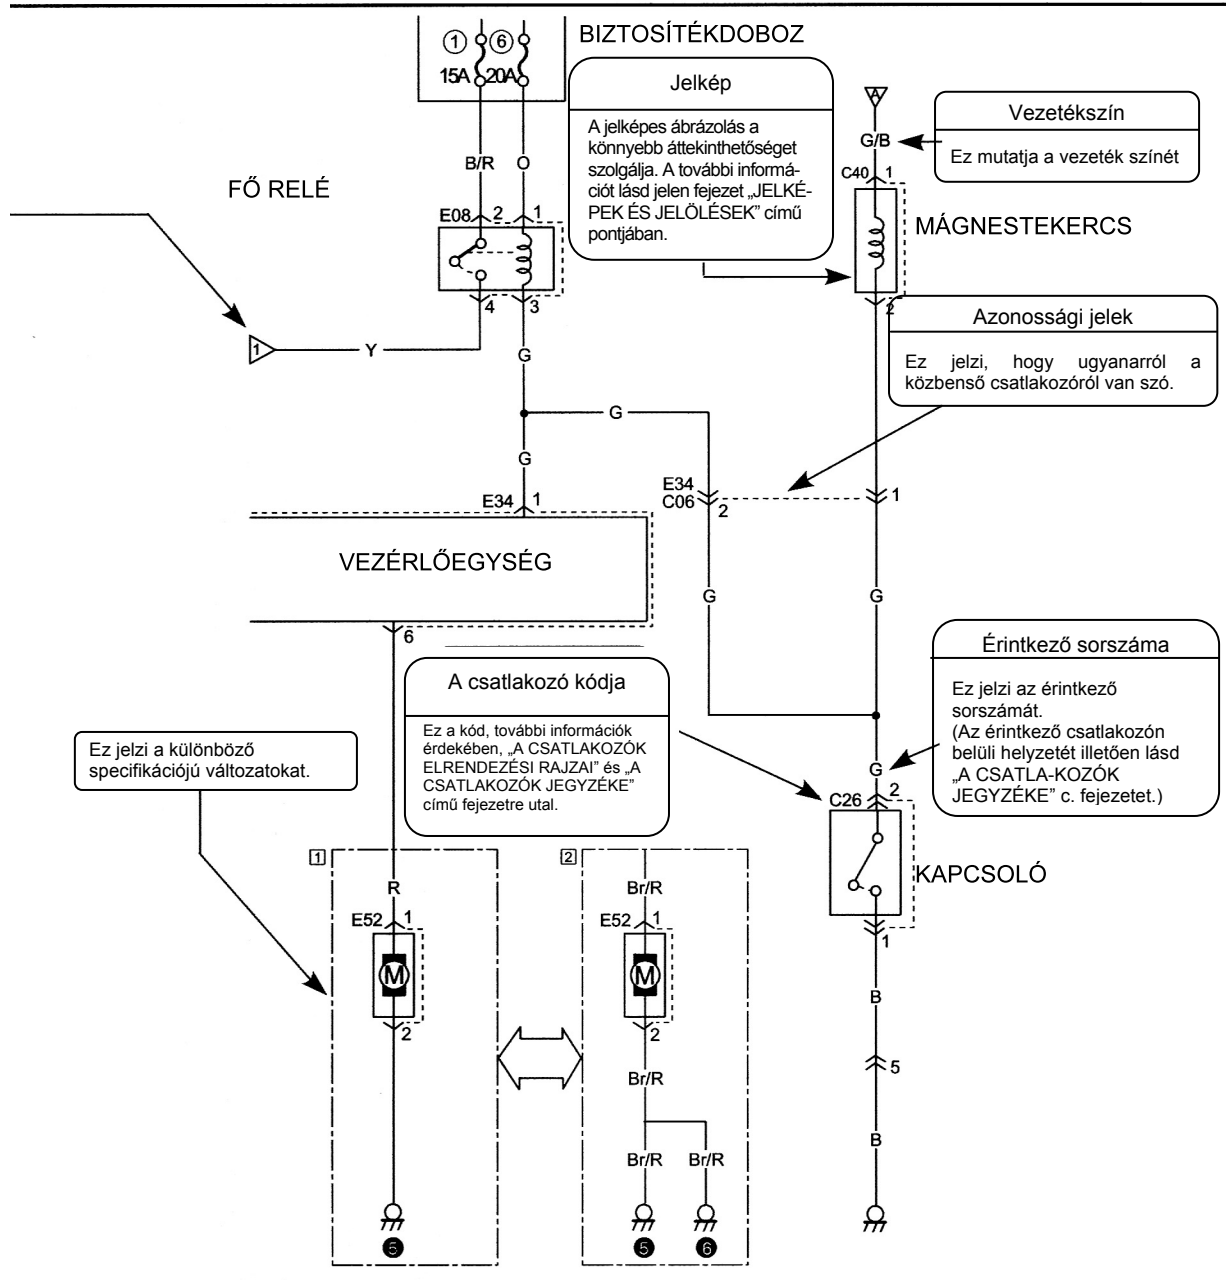 BIZTOSÍTÉKDOBOZ
1 6
15A 20A
Jelkép
A jelképes ábrázolás a
könnyebb áttekinthetőséget
szolgálja. A további informá-
ciót lásd jelen fejezet „JELKÉ-
PEK ÉS JELÖLÉSEK” című
pontjában.
A
Vezetékszín
Ez mutatja a vezeték színét
G/B
B/R O
C40 1
FŐ RELÉ
E08 2 1
MÁGNESTEKERCS
4 3
2
Azonossági jelek
Ez jelzi, hogy ugyanarról a
közbenső csatlakozóról van szó.
1 Y
G
G
G
E34
C06
2
1
E34 1
VEZÉRLŐEGYSÉG
G
G
6
A csatlakozó kódja
Ez a kód, további információk
érdekében, „A CSATLAKOZÓK
ELRENDEZÉSI RAJZAI” és „A
CSATLAKOZÓK JEGYZÉKE”
című fejezetre utal.
Érintkező sorszáma
Ez jelzi az érintkező
sorszámát.
(Az érintkező csatlakozón
belüli helyzetét illetően lásd
„A CSATLA-KOZÓK
JEGYZÉKE” c. fejezetet.)
Ez jelzi a különböző
specifikációjú változatokat.
G
C26 2
KAPCSOLÓ
1
1
R
E52 1
M
2
5
2
Br/R
E52 1
M
2
Br/R
Br/R Br/R
5 6
B
5
B